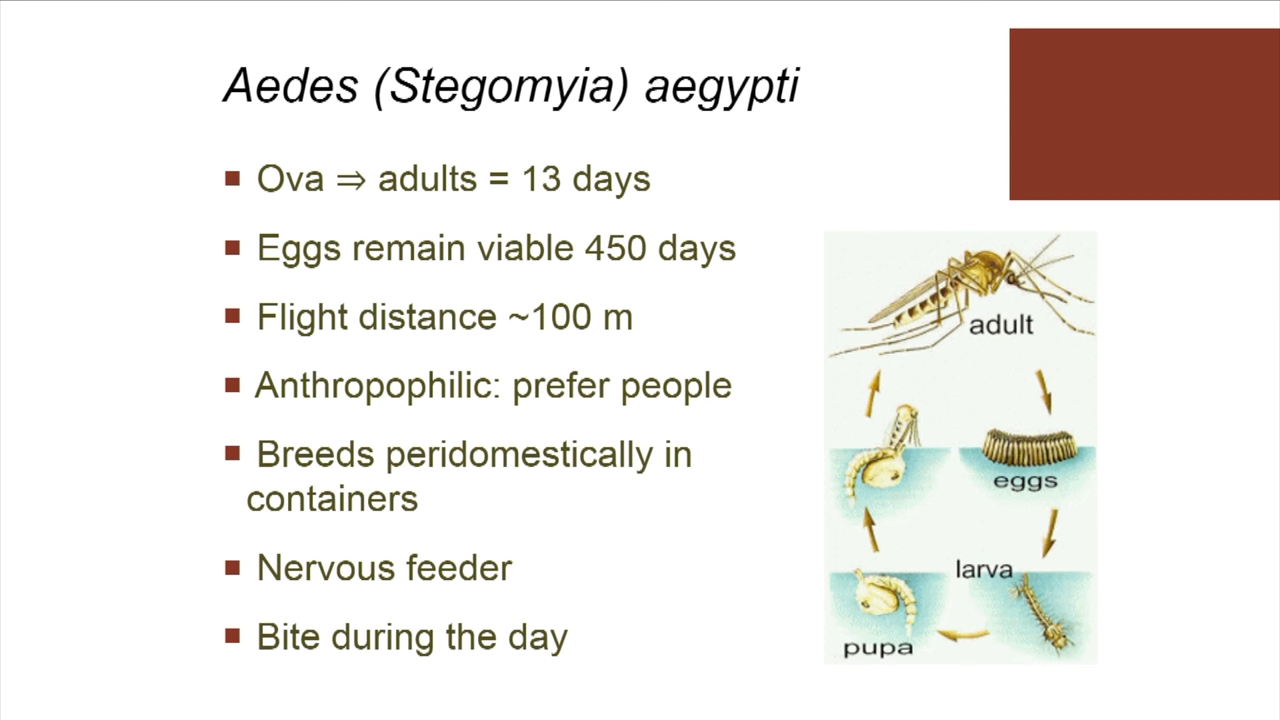 Aedes (Stegomyia) aegypti
■ Ova ⇒ adults = 13 days
■ Eggs remain viable 450 days
■ Flight distance ~100 m
■ Anthropophilic: prefer people
■ Breeds peridomestically in
containers
■ Nervous feeder
■ Bite during the day
adult
eggs
larva
pupa